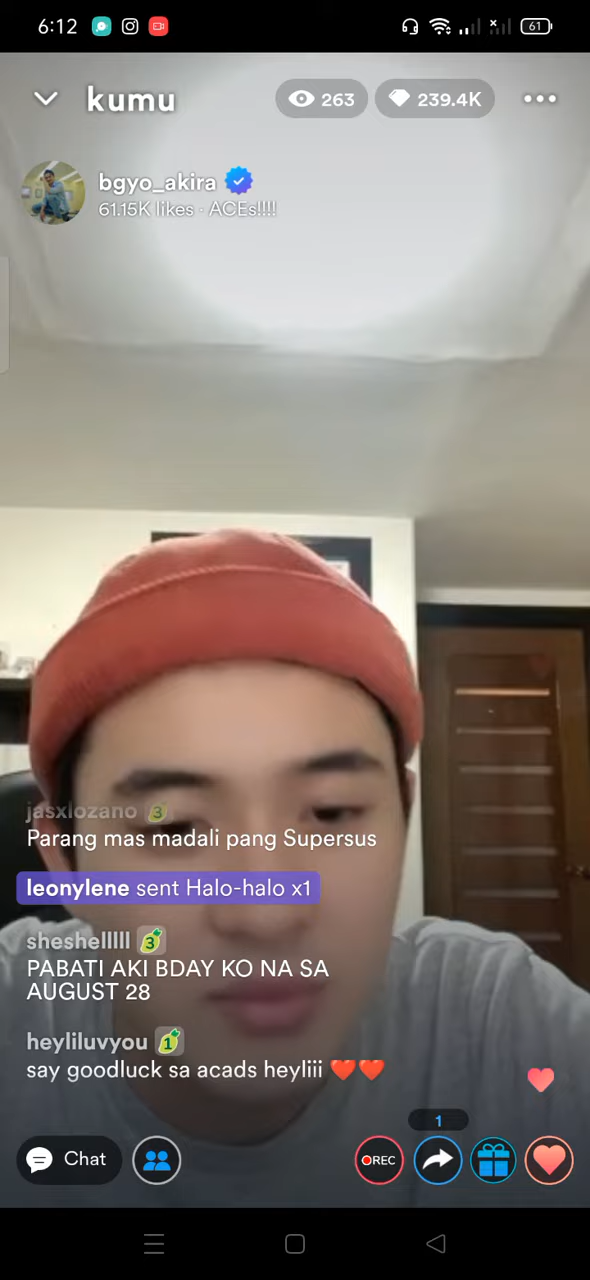 6:12
61
kumu
263
239.4K
bgyo_akira
61.15K likes · ACEs!!!!
jasxlozano 3
Parang mas madali pang Supersus
leonylene sent Halo-halo x1
sheshelllll 3
PABATI AKI BDAY KO NA SA
AUGUST 28
heyliluvyou 1
say goodluck sa acads heyliii ❤️❤️
1
Chat
REC